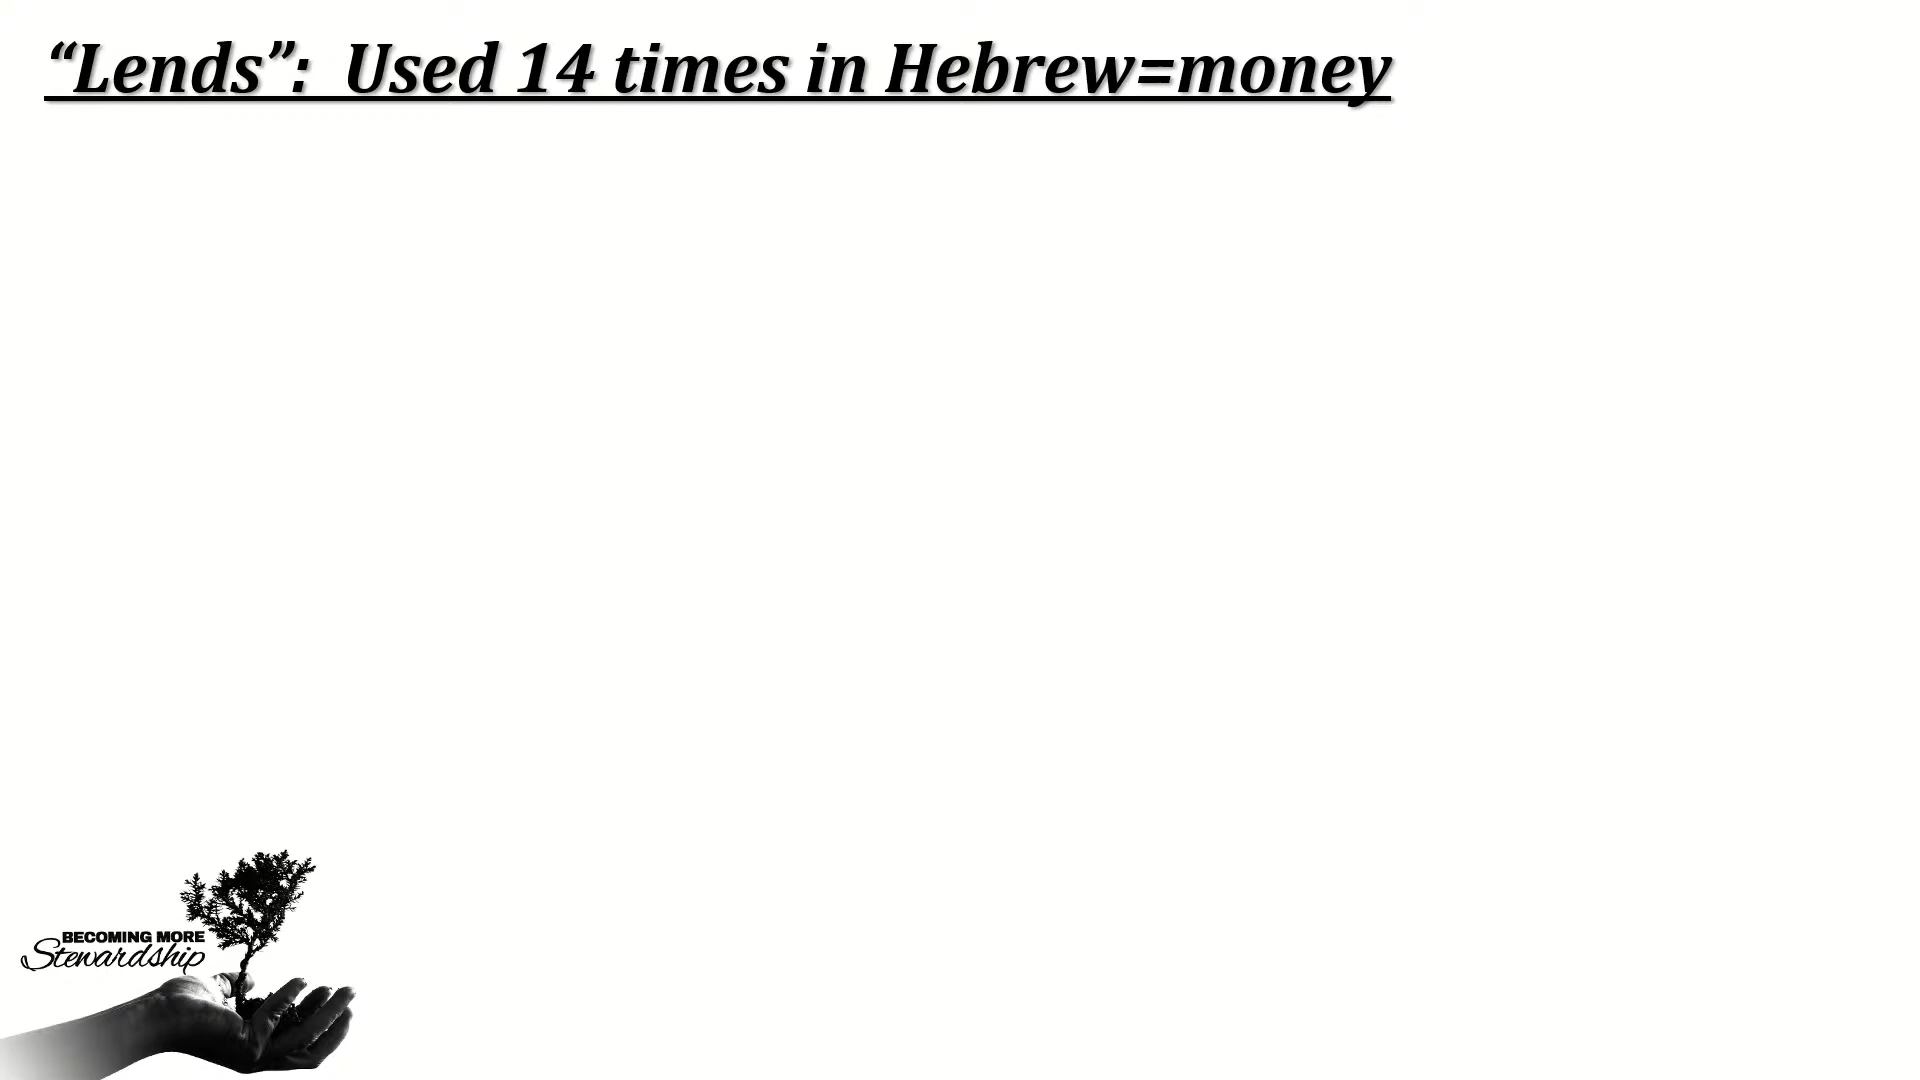 “Lends”:  Used 14 times in Hebrew=money
BECOMING MORE
Stewardship